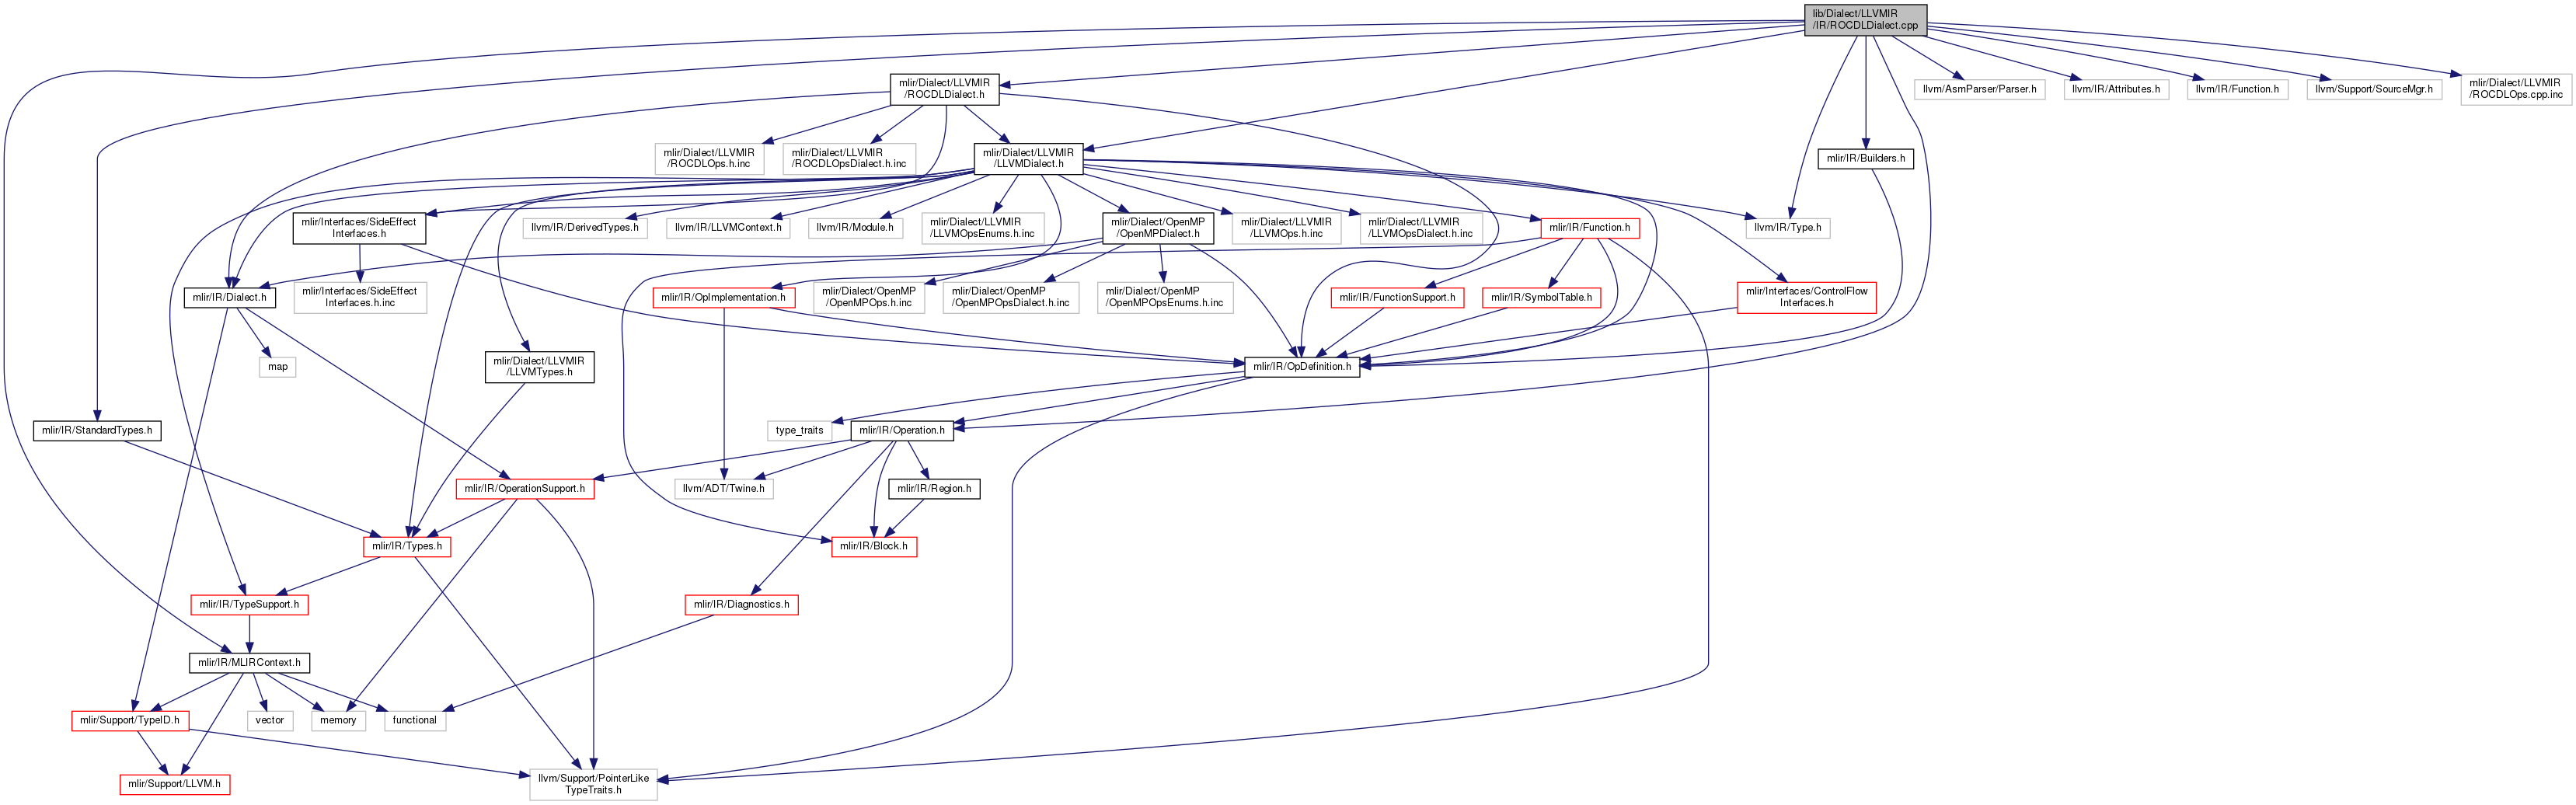 lib/Dialect/LLVMIR
/IR/ROCDLDialect.cpp
mlir/Dialect/LLVMIR
/ROCDLDialect.h
llvm/AsmParser/Parser.h
llvm/IR/Attributes.h
llvm/IR/Function.h
llvm/Support/SourceMgr.h
mlir/Dialect/LLVMIR
/ROCDLOps.cpp.inc
mlir/Dialect/LLVMIR
/ROCDLOps.h.inc
mlir/Dialect/LLVMIR
/ROCDLOpsDialect.h.inc
mlir/Dialect/LLVMIR
/LLVMDialect.h
mlir/IR/Builders.h
mlir/Interfaces/SideEffect
Interfaces.h
llvm/IR/DerivedTypes.h
llvm/IR/LLVMContext.h
llvm/IR/Module.h
mlir/Dialect/LLVMIR
/LLVMOpsEnums.h.inc
mlir/Dialect/OpenMP
/OpenMPDialect.h
mlir/Dialect/LLVMIR
/LLVMOps.h.inc
mlir/Dialect/LLVMIR
/LLVMOpsDialect.h.inc
mlir/IR/Function.h
llvm/IR/Type.h
mlir/IR/Dialect.h
mlir/Interfaces/SideEffect
Interfaces.h.inc
mlir/IR/OpImplementation.h
mlir/Dialect/OpenMP
/OpenMPOps.h.inc
mlir/Dialect/OpenMP
/OpenMPOpsDialect.h.inc
mlir/Dialect/OpenMP
/OpenMPOpsEnums.h.inc
mlir/IR/FunctionSupport.h
mlir/IR/SymbolTable.h
mlir/Interfaces/ControlFlow
Interfaces.h
map
mlir/Dialect/LLVMIR
/LLVMTypes.h
mlir/IR/OpDefinition.h
mlir/IR/StandardTypes.h
type_traits
mlir/IR/Operation.h
mlir/IR/OperationSupport.h
llvm/ADT/Twine.h
mlir/IR/Region.h
mlir/IR/Types.h
mlir/IR/Block.h
mlir/IR/TypeSupport.h
mlir/IR/Diagnostics.h
mlir/IR/MLIRContext.h
mlir/Support/TypeID.h
vector
memory
functional
mlir/Support/LLVM.h
llvm/Support/PointerLike
TypeTraits.h